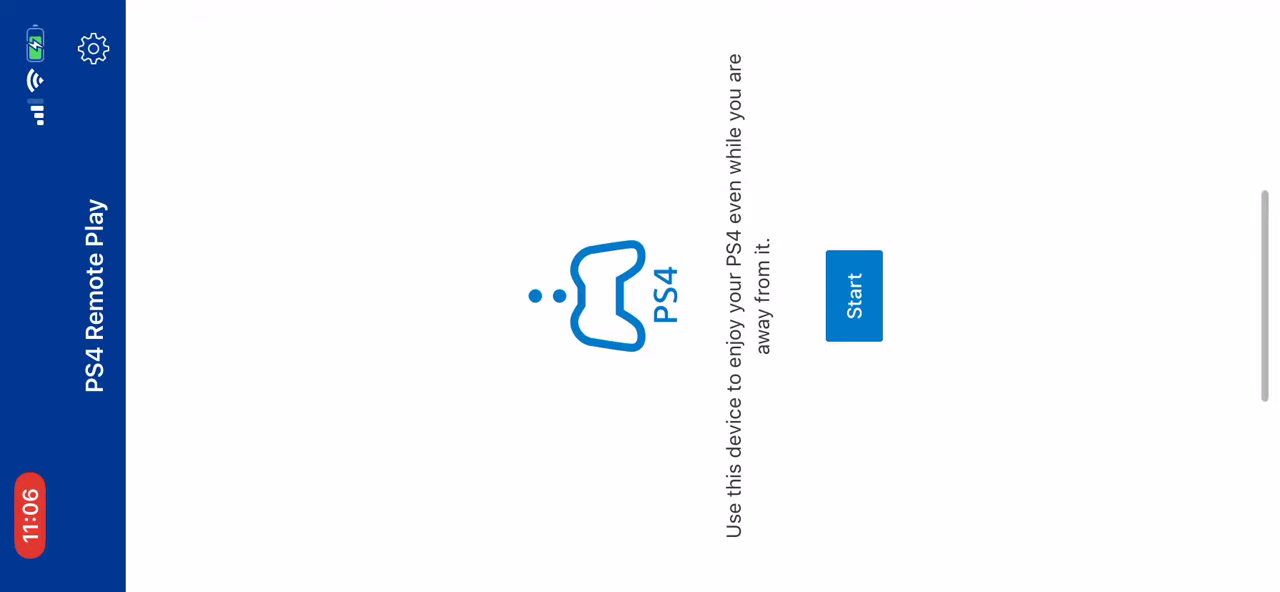 11:06
PS4 Remote Play
PS4
Use this device to enjoy your PS4 even while you are
away from it.
Start